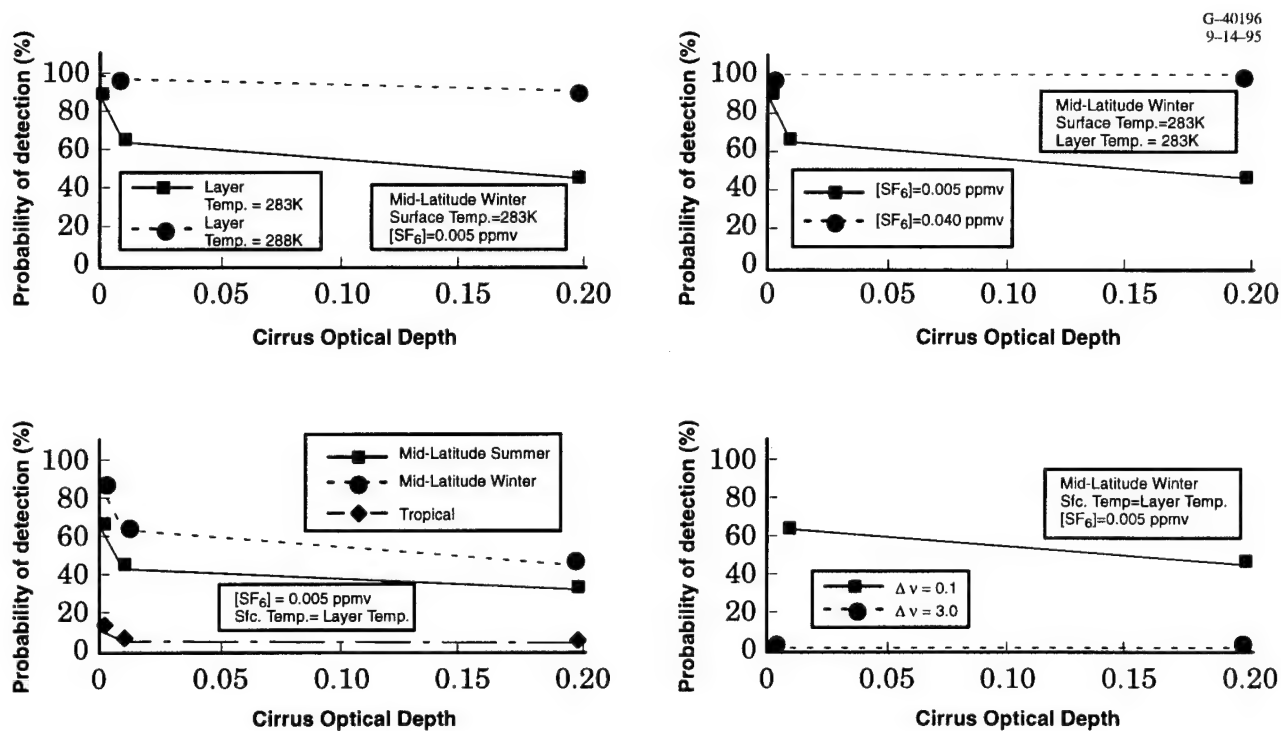 G-40196
9-14-95
Probability of detection (%)
100
80
60
40
20
0
Layer
Temp. = 283K
Layer
Temp. = 288K
Mid-Latitude Winter
Surface Temp.=283K
[SF6]=0.005 ppmv
0 0.05 0.10 0.15 0.20
Cirrus Optical Depth
Probability of detection (%)
100
80
60
40
20
0
Mid-Latitude Winter
Surface Temp.=283K
Layer Temp. = 283K
[SF6]=0.005 ppmv
[SF6]=0.040 ppmv
0 0.05 0.10 0.15 0.20
Cirrus Optical Depth
Probability of detection (%)
100
80
60
40
20
0
Mid-Latitude Summer
Mid-Latitude Winter
Tropical
[SF6] = 0.005 ppmv
Sfc. Temp.= Layer Temp.
0 0.05 0.10 0.15 0.20
Cirrus Optical Depth
Probability of detection (%)
100
80
60
40
20
0
Mid-Latitude Winter
Sfc. Temp=Layer Temp.
[SF6]=0.005 ppmv
Δ ν = 0.1
Δ ν = 3.0
0 0.05 0.10 0.15 0.20
Cirrus Optical Depth